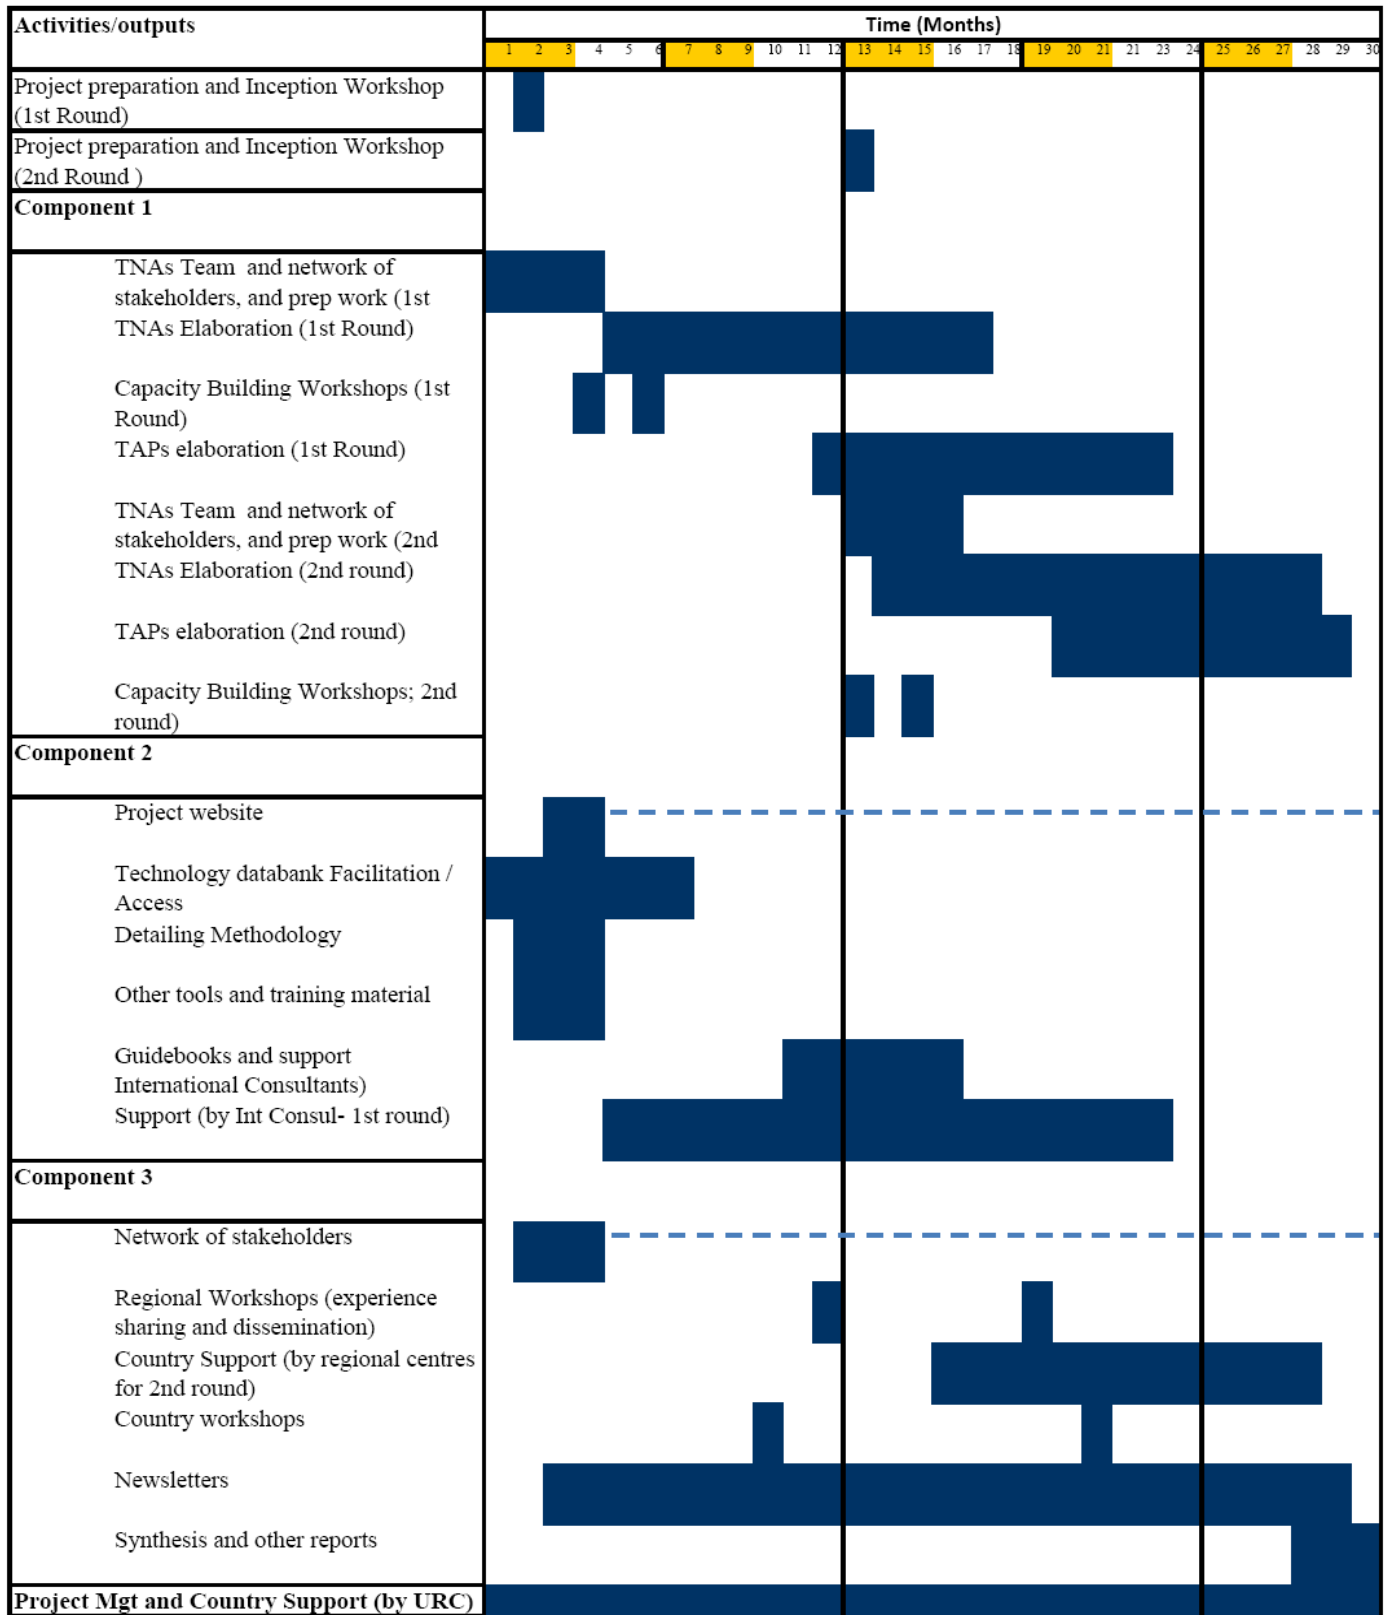 Activities/outputs
Time (Months)
1 2 3 4 5 6 7 8 9 10 11 12 13 14 15 16 17 18 19 20 21 21 23 24 25 26 27 28 29 30
Project preparation and Inception Workshop
(1st Round)
Project preparation and Inception Workshop
(2nd Round )
Component 1
TNAs Team and network of
stakeholders, and prep work (1st
TNAs Elaboration (1st Round)
Capacity Building Workshops (1st
Round)
TAPs elaboration (1st Round)
TNAs Team and network of
stakeholders, and prep work (2nd
TNAs Elaboration (2nd round)
TAPs elaboration (2nd round)
Capacity Building Workshops; 2nd
round)
Component 2
Project website
Technology databank Facilitation /
Access
Detailing Methodology
Other tools and training material
Guidebooks and support
International Consultants)
Support (by Int Consul- 1st round)
Component 3
Network of stakeholders
Regional Workshops (experience
sharing and dissemination)
Country Support (by regional centres
for 2nd round)
Country workshops
Newsletters
Synthesis and other reports
Project Mgt and Country Support (by URC)